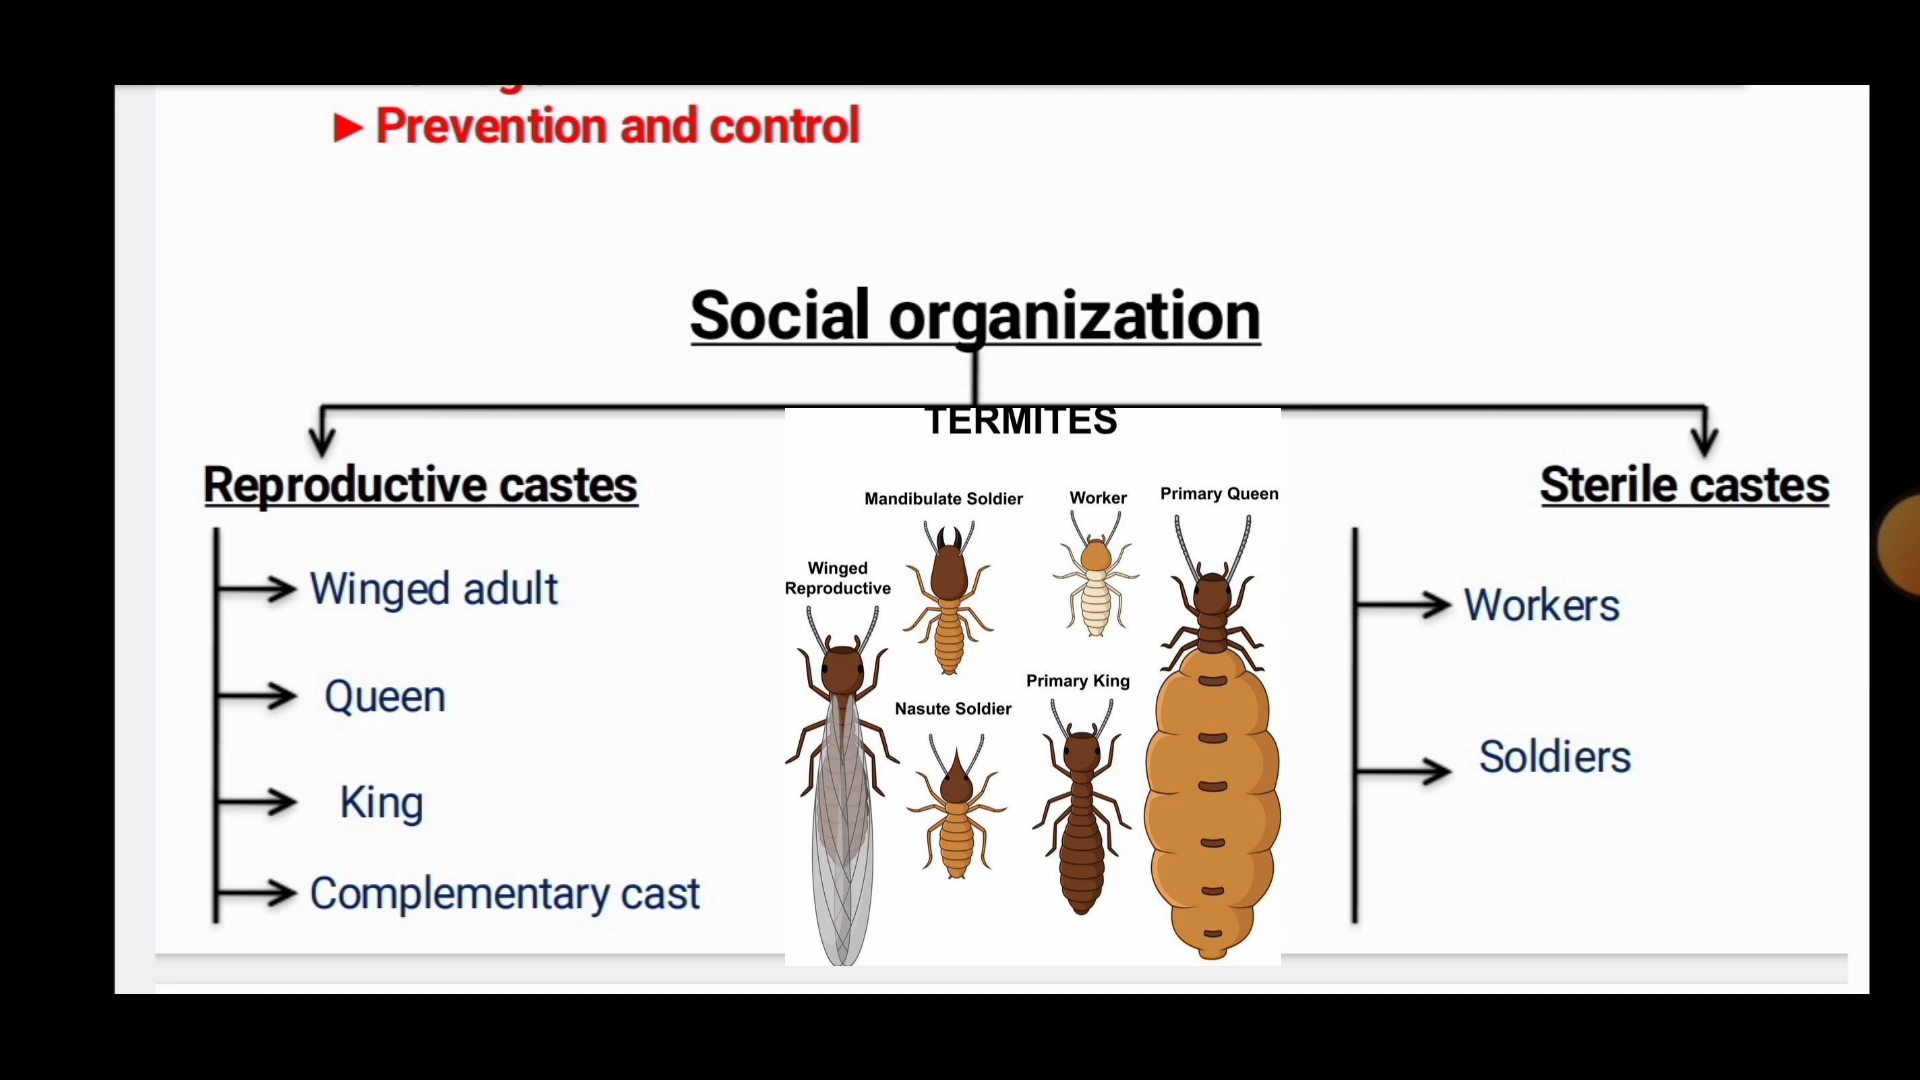 ► Prevention and control
Social organization
TERMITES
Reproductive castes
Sterile castes
Winged adult
Queen
King
Complementary cast
Mandibulate Soldier
Worker
Primary Queen
Winged
Reproductive
Primary King
Nasute Soldier
Workers
Soldiers